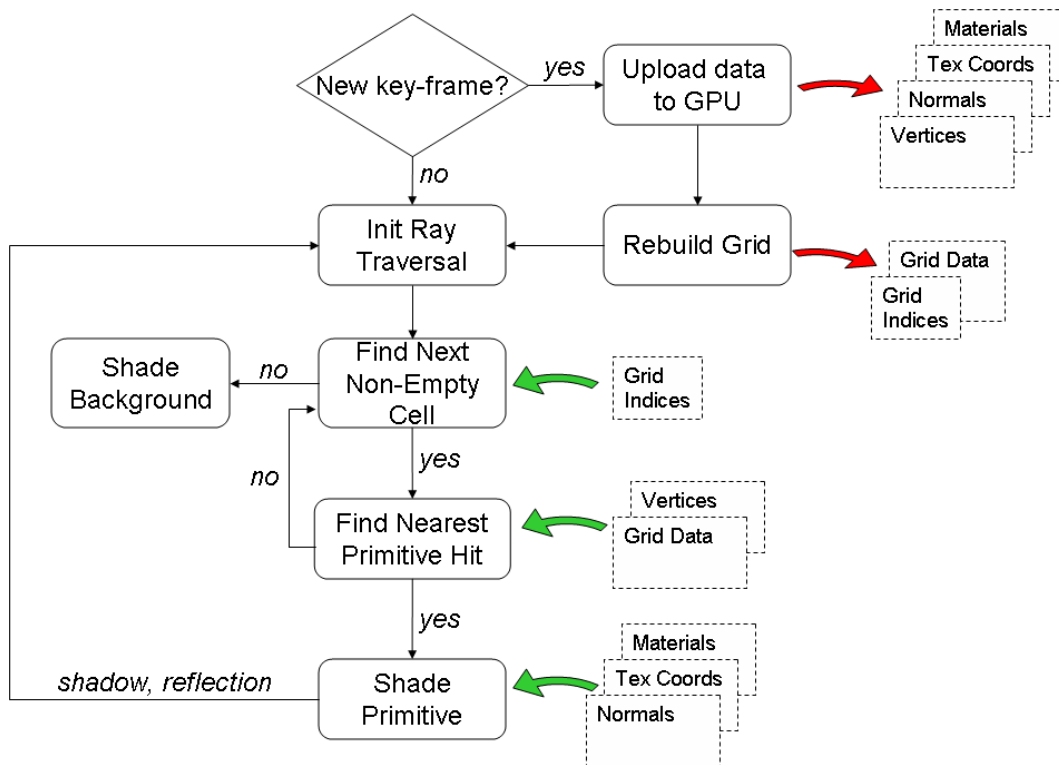 New key-frame?
yes
Upload data
to GPU
Materials
Tex Coords
Normals
Vertices
no
Init Ray
Traversal
Rebuild Grid
Grid Data
Grid
Indices
Shade
Background
no
Find Next
Non-Empty
Cell
Grid
Indices
no
yes
Find Nearest
Primitive Hit
Vertices
Grid Data
yes
shadow, reflection
Shade
Primitive
Materials
Tex Coords
Normals